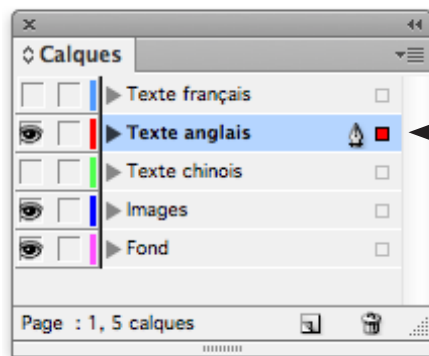 Calques
Texte français
Texte anglais
Texte chinois
Images
Fond
Page : 1, 5 calques